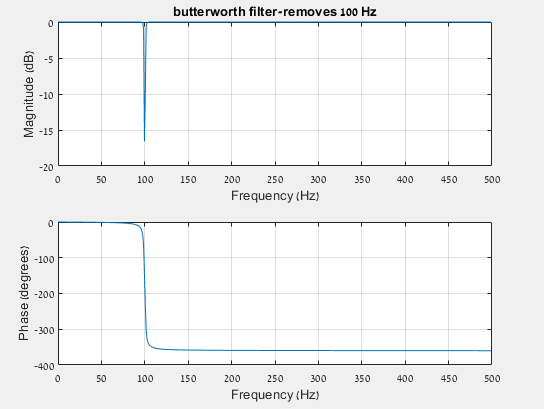 butterworth filter-removes 100 Hz
0
-5
-10
-15
-20
Magnitude (dB)
0 50 100 150 200 250 300 350 400 450 500
Frequency (Hz)
0
-100
-200
-300
-400
Phase (degrees)
0 50 100 150 200 250 300 350 400 450 500
Frequency (Hz)